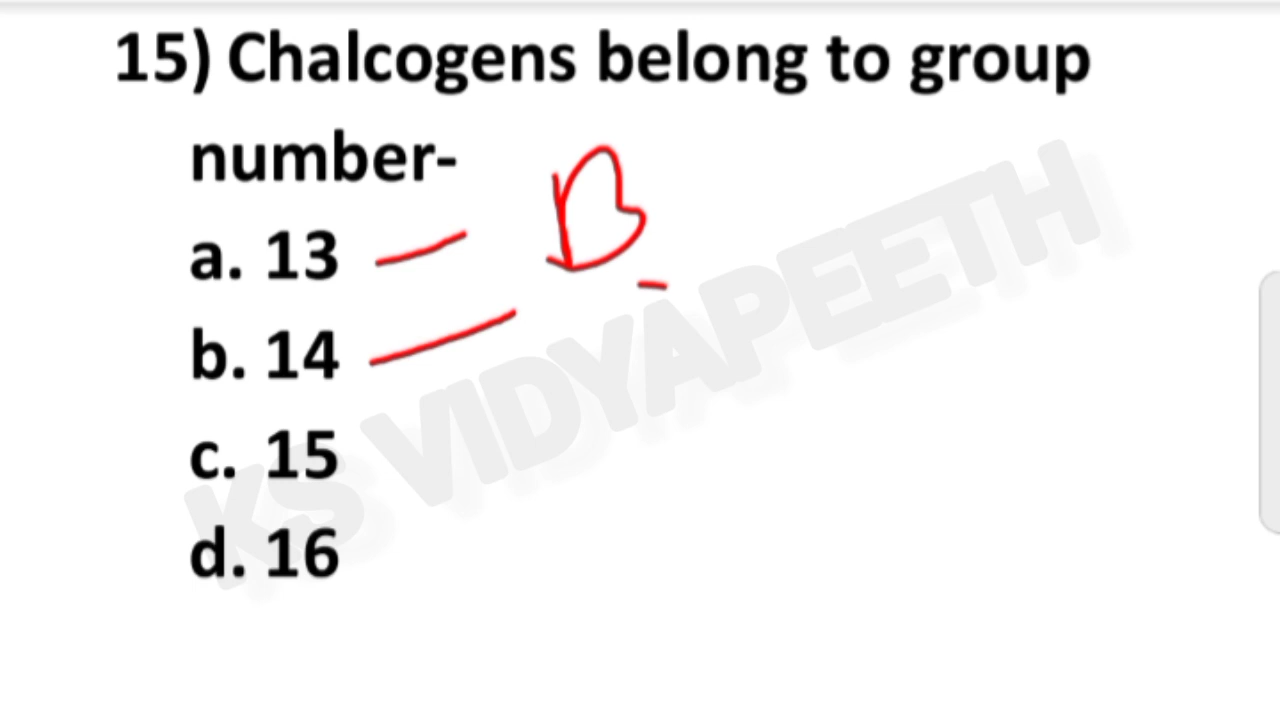 15) Chalcogens belong to group
number-
a. 13 – B
b. 14 –
c. 15
d. 16
KS VIDYAPEETH